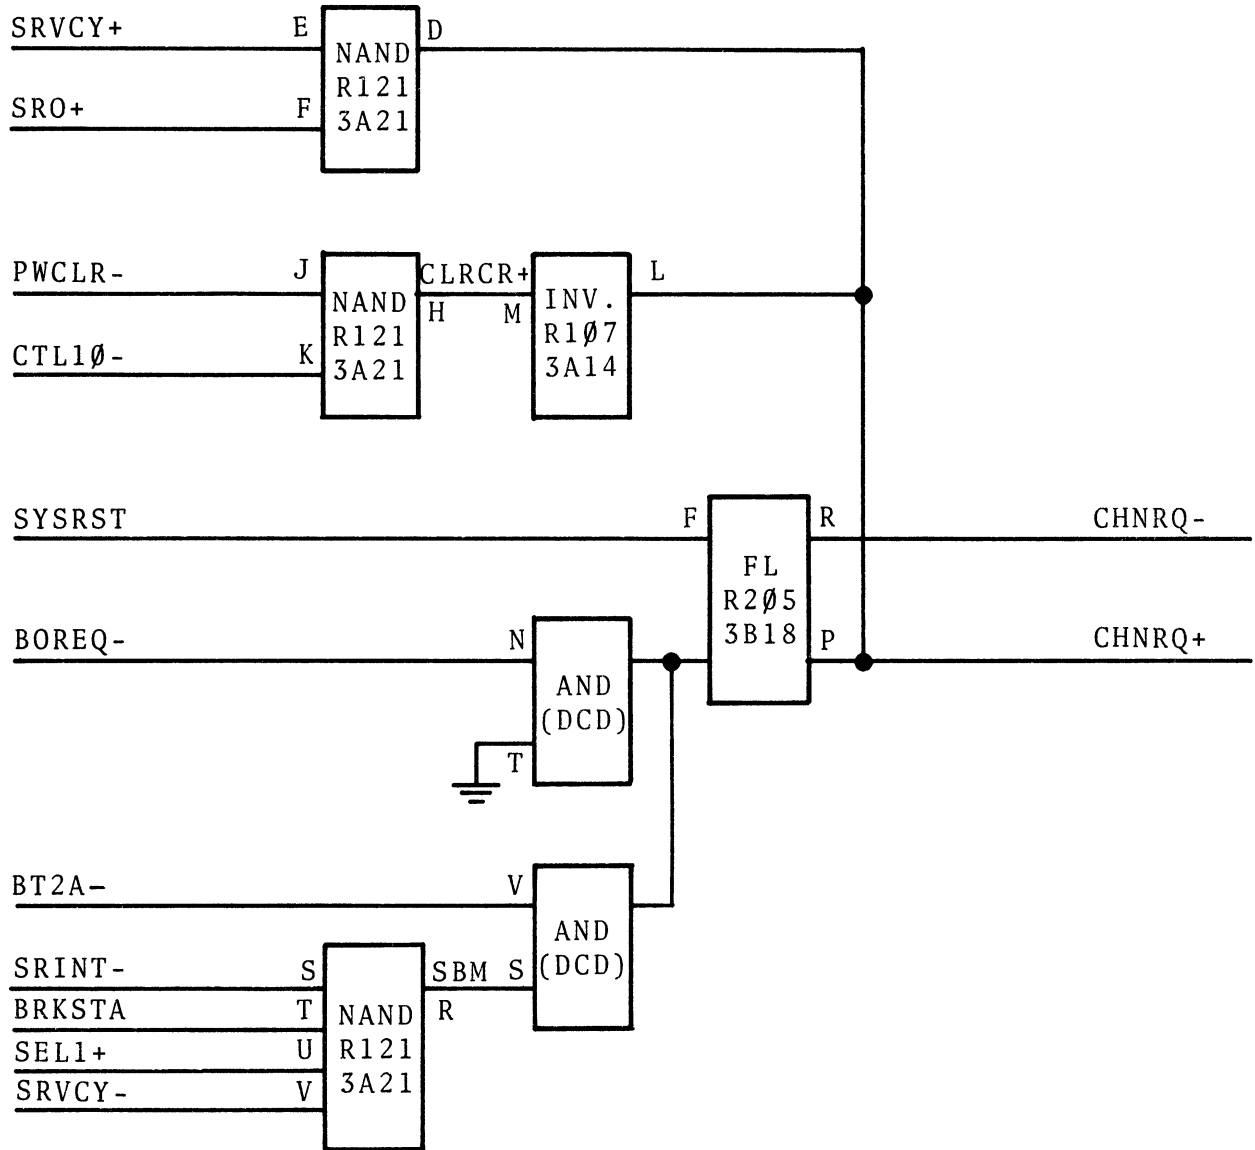 SRVCY+ E NAND D
R121
SRO+ F 3A21
PWCLR- J NAND CLRCR+ INV. L
R121 H M R1Ø7
CTL1Ø- K 3A21 3A14
SYSRST F FL R CHNRQ-
R2Ø5
BOREQ- N 3B18 P CHNRQ+
AND
(DCD)
T
BT2A- V AND
(DCD)
SRINT- S SBM S
BRKSTA T NAND R
SEL1+ U R121
SRVCY- V 3A21